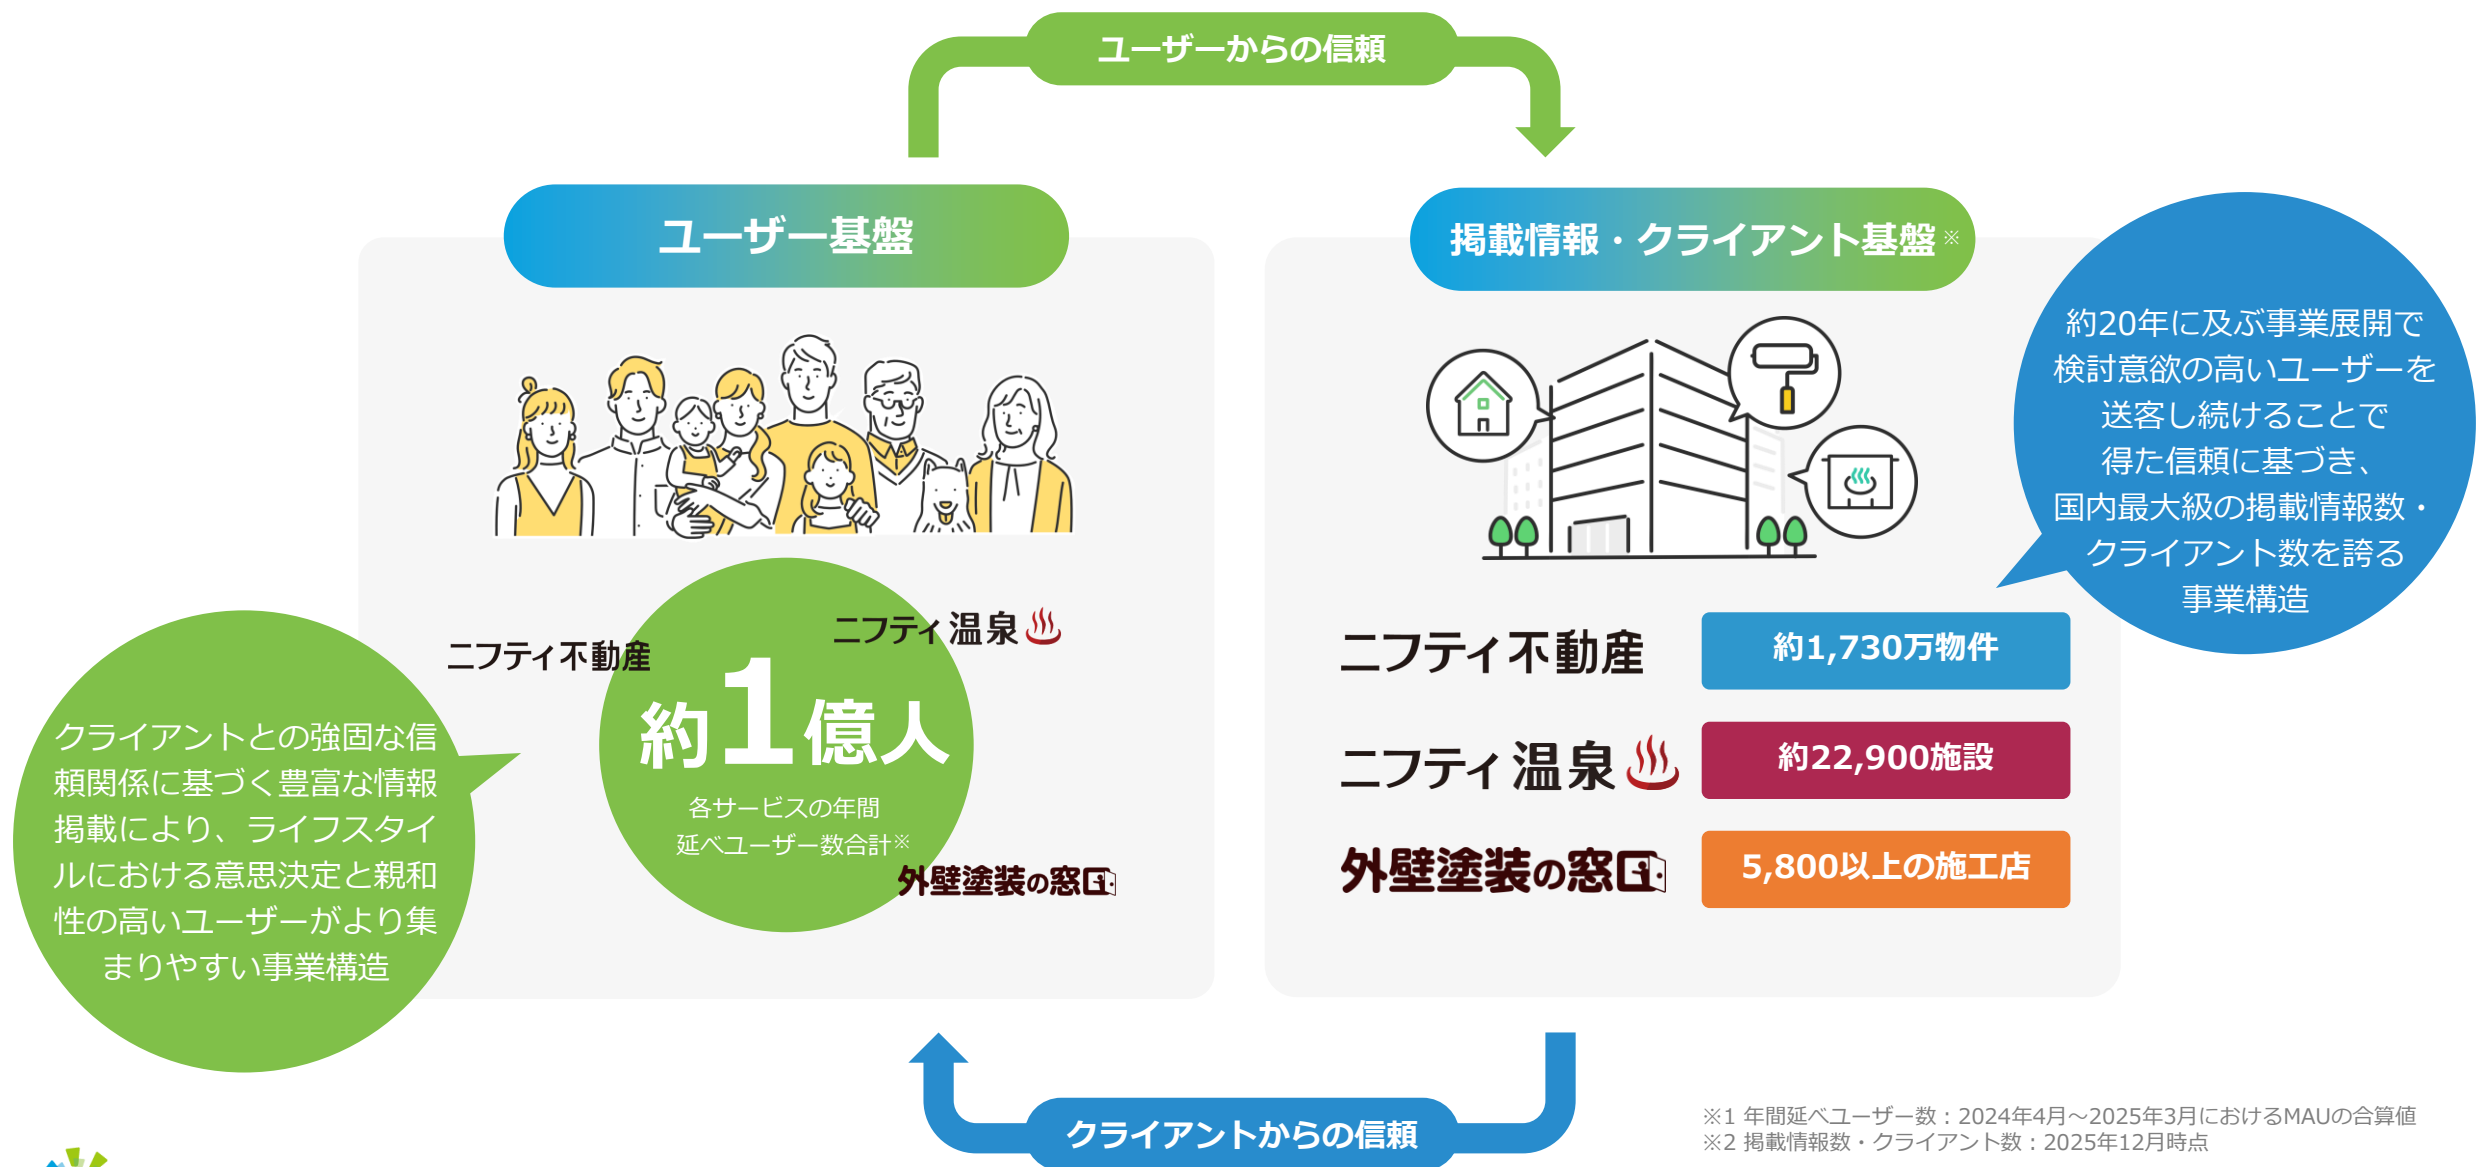 ユーザーからの信頼
ユーザー基盤
掲載情報・クライアント基盤※
約20年に及ぶ事業展開で
検討意欲の高いユーザーを
送客し続けることで
得た信頼に基づき、
国内最大級の掲載情報数・
クライアント数を誇る
事業構造
ニフティ温泉
ニフティ不動産
約1億人
各サービスの年間
延べユーザー数合計※
外壁塗装の窓口
クライアントとの強固な信
頼関係に基づく豊富な情報
掲載により、ライフスタイ
ルにおける意思決定と親和
性の高いユーザーがより集
まりやすい事業構造
ニフティ不動産
約1,730万物件
ニフティ温泉
約22,900施設
外壁塗装の窓口
5,800以上の施工店
クライアントからの信頼
※1 年間延べユーザー数：2024年4月～2025年3月におけるMAUの合算値
※2 掲載情報数・クライアント数：2025年12月時点